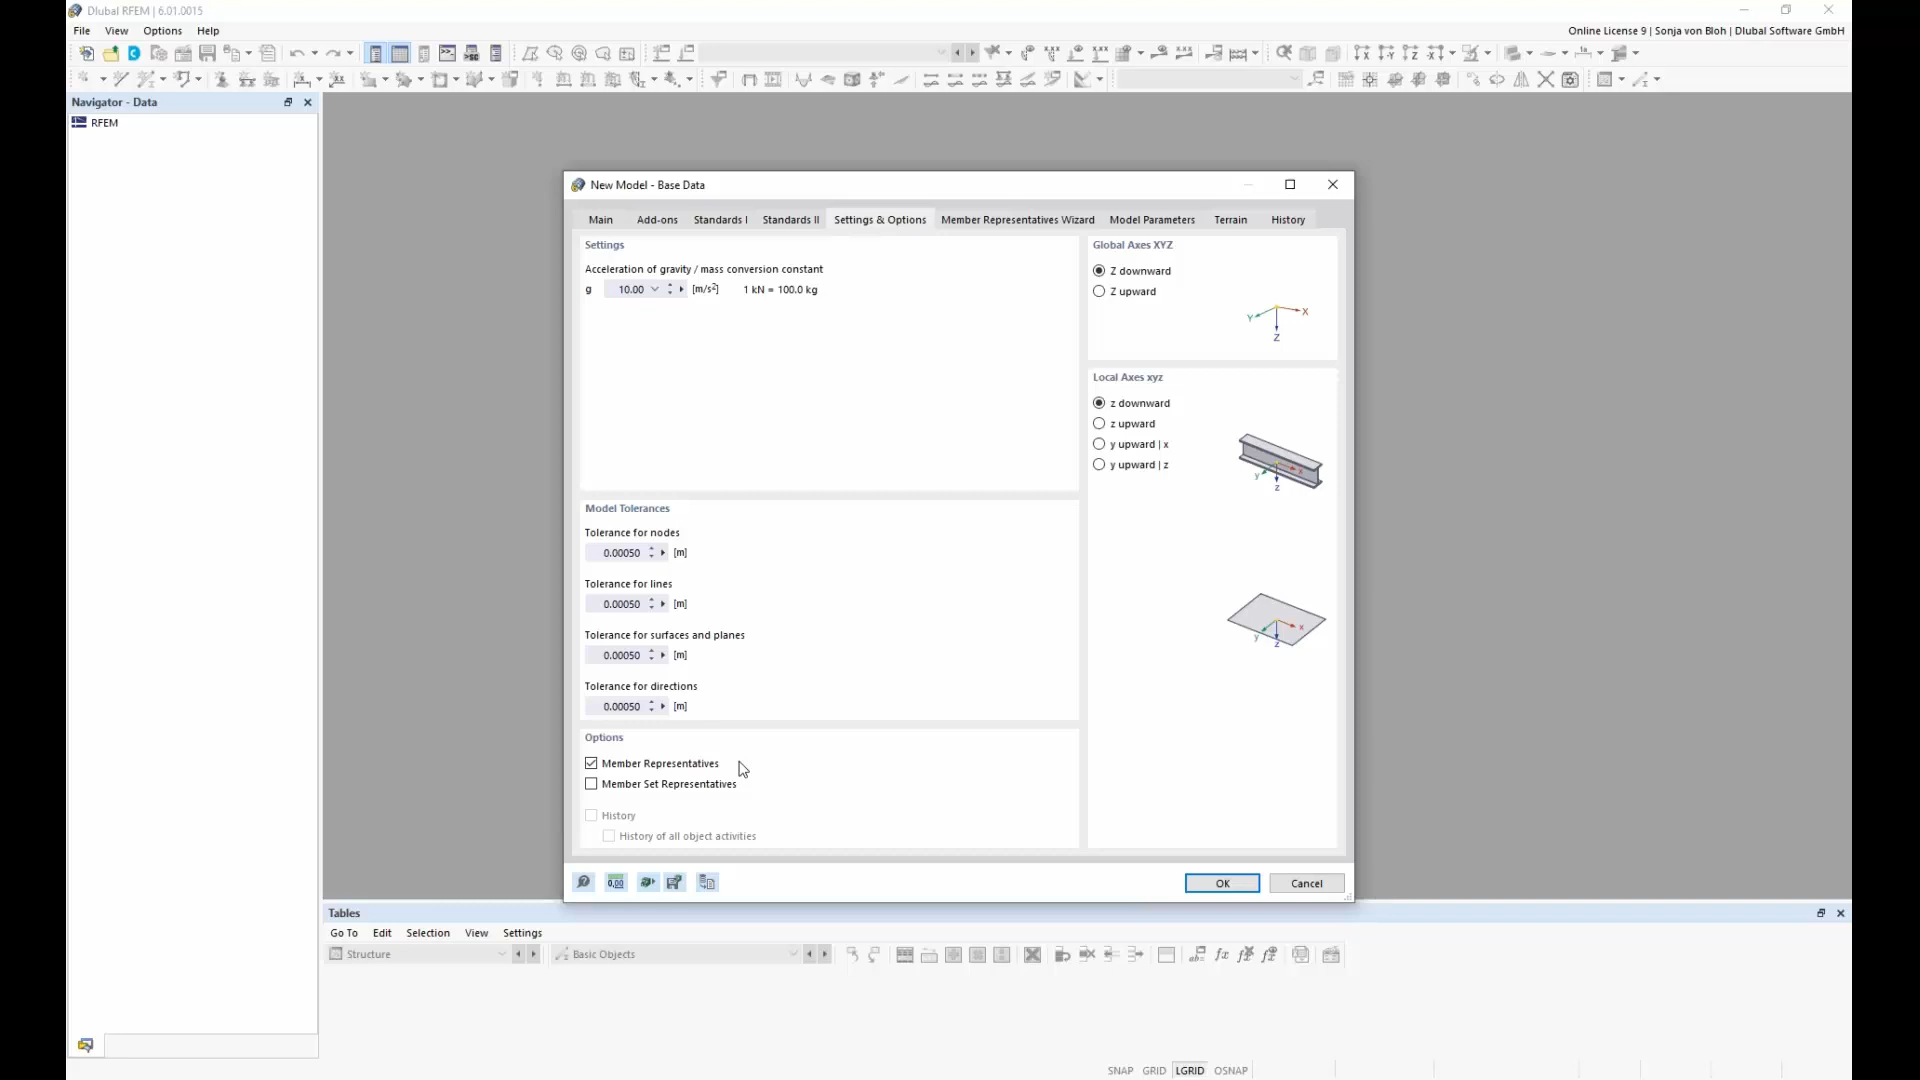 Dlubal RFEM | 6.01.0015
File View Options Help
Online License 9 | Sonja von Bloh | Dlubal Software GmbH
Navigator - Data
RFEM
New Model - Base Data
Main Add-ons Standards I Standards II Settings & Options Member Representatives Wizard Model Parameters Terrain History
Settings
Acceleration of gravity / mass conversion constant
g 10.00 [m/s²] 1 kN = 100.0 kg
Global Axes XYZ
Z downward
Z upward
Y X
Z
Local Axes xyz
z downward
z upward
y upward | x
y upward | z
y x
z
y x
z
Model Tolerances
Tolerance for nodes
0.00050 [m]
Tolerance for lines
0.00050 [m]
Tolerance for surfaces and planes
0.00050 [m]
Tolerance for directions
0.00050 [m]
Options
Member Representatives
Member Set Representatives
History
History of all object activities
0,00
OK Cancel
Tables
Go To Edit Selection View Settings
Structure Basic Objects
SNAP GRID LGRID OSNAP